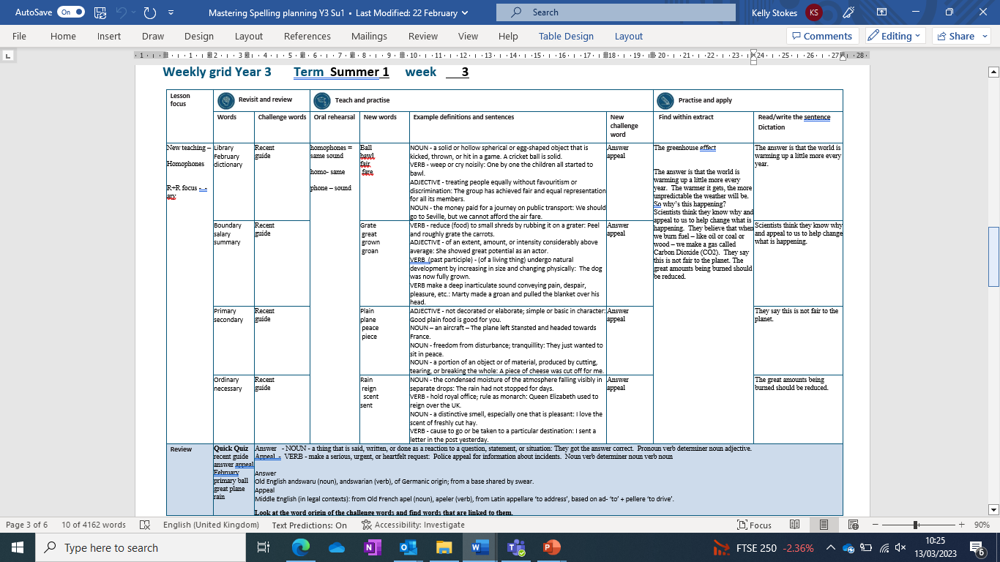 AutoSave On Mastering Spelling planning Y3 Su1 • Last Modified: 22 February Search Kelly Stokes KS
File Home Insert Draw Design Layout References Mailings Review View Help Table Design Layout Comments Editing Share
1 1 2 3 4 5 6 7 8 9 10 11 12 13 14 15 16 17 18 19 20 21 22 23 24 25 26 27 28
Weekly grid Year 3 Term Summer 1 week 3
Lesson focus
Revisit and review
Teach and practise
Practise and apply
Words
Challenge words
Oral rehearsal
New words
Example definitions and sentences
New
challenge
word
Find within extract
Read/write the sentence
Dictation
New teaching –
Homophones
R+R focus -
ary
Library
February
dictionary
Recent
guide
homophones =
same sound
homo- same
phone – sound
Ball
bawl
fair
fare
NOUN - a solid or hollow spherical or egg-shaped object that is
kicked, thrown, or hit in a game. A cricket ball is solid.
VERB - weep or cry noisily: One by one the children all started to
bawl.
ADJECTIVE - treating people equally without favouritism or
discrimination: The group has achieved fair and equal representation
for all its members.
NOUN - the money paid for a journey on public transport: We should
go to Seville, but we cannot afford the air fare.
Answer
appeal
The greenhouse effect
The answer is that the world is
warming up a little more every
year. The warmer it gets, the more
unpredictable the weather will be.
So why's this happening?
Scientists think they know why and
appeal to us to help change what is
happening. They believe that when
we burn fuel – like oil or coal or
wood – we make a gas called
Carbon Dioxide (CO2). They say
this is not fair to the planet. The
great amounts being burned should
be reduced.
The answer is that the world is
warming up a little more every
year.
Boundary
salary
summary
Recent
guide
Grate
great
grown
groan
VERB - reduce (food) to small shreds by rubbing it on a grater: Peel
and roughly grate the carrots.
ADJECTIVE - of an extent, amount, or intensity considerably above
average: She showed great potential as an actor.
VERB (past participle) - (of a living thing) undergo natural
development by increasing in size and changing physically: The dog
was now fully grown.
VERB make a deep inarticulate sound conveying pain, despair,
pleasure, etc.: Marty made a groan and pulled the blanket over his
head.
Answer
appeal
Scientists think they know why
and appeal to us to help change
what is happening.
Primary
secondary
Recent
guide
Plain
plane
peace
piece
ADJECTIVE - not decorated or elaborate; simple or basic in character:
Good plain food is good for you.
NOUN – an aircraft – The plane left Stansted and headed towards
France.
NOUN - freedom from disturbance; tranquillity: They just wanted to
sit in peace.
NOUN - a portion of an object or of material, produced by cutting,
tearing, or breaking the whole: A piece of cheese was cut off for me.
Answer
appeal
They say this is not fair to the
planet.
Ordinary
necessary
Recent
guide
Rain
reign
scent
sent
NOUN - the condensed moisture of the atmosphere falling visibly in
separate drops: The rain had not stopped for days.
VERB - hold royal office; rule as monarch: Queen Elizabeth used to
reign over the UK.
NOUN - a distinctive smell, especially one that is pleasant: I love the
scent of freshly cut hay.
VERB - cause to go or be taken to a particular destination: I sent a
letter in the post yesterday.
Answer
appeal
The great amounts being
burned should be reduced.
Review
Quick Quiz
recent guide
answer appeal
February
primary ball
great plane
rain
Answer - NOUN - a thing that is said, written, or done as a reaction to a question, statement, or situation: They got the answer correct. Pronoun verb determiner noun adjective.
Appeal - VERB - make a serious, urgent, or heartfelt request: Police appeal for information about incidents. Noun verb determiner noun verb noun
Answer
Old English andswaru (noun), andswarian (verb), of Germanic origin; from a base shared by swear.
Appeal
Middle English (in legal contexts): from Old French apel (noun), apeler (verb), from Latin appellare ‘to address’, based on ad- ‘to’ + pellere ‘to drive’.
Look at the word origin of the challenge words and find words that are linked to them.
Page 3 of 6 10 of 4162 words English (United Kingdom) Text Predictions: On Accessibility: Investigate Focus 90%
Type here to search FTSE 250 -2.36% 10:25
13/03/2023 6